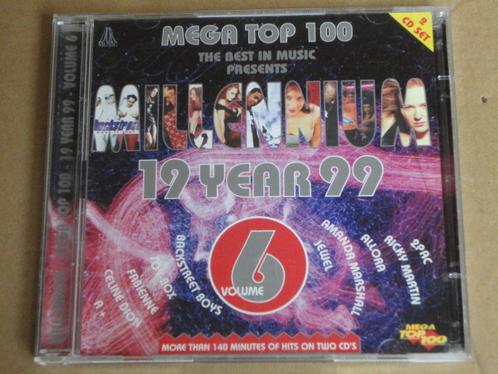 MEGA TOP 100
THE BEST IN MUSIC
PRESENTS
MILLENNIUM
19 YEAR 99
2
CD SET
6
VOLUME
A+
CELINE DION
FABIENNE
BACKSTREET BOYS
JEWEL
AMANDA MARSHALL
ALLORA
RICKY MARTIN
2PAC
MORE THAN 140 MINUTES OF HITS ON TWO CD'S
MEGA
TOP
100
TOP 100 - 19 YEAR 99 - VOLUME 6